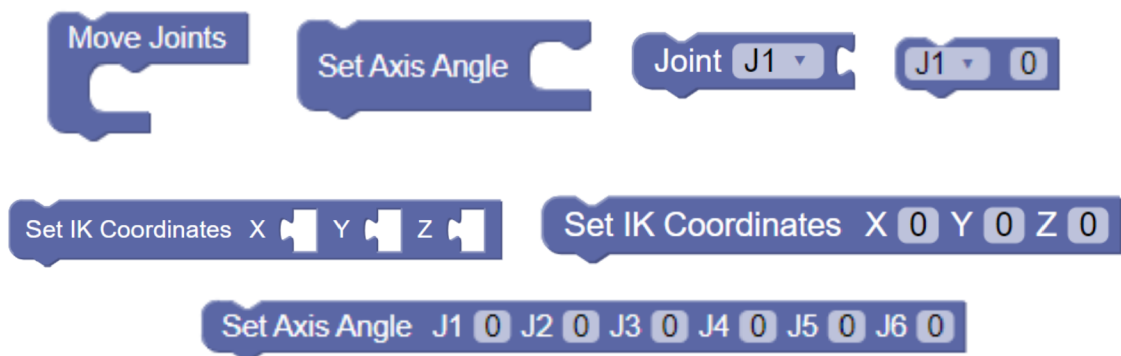 Move Joints
Set Axis Angle
Joint J1
J1 0
Set IK Coordinates X Y Z
Set IK Coordinates X 0 Y 0 Z 0
Set Axis Angle J1 0 J2 0 J3 0 J4 0 J5 0 J6 0